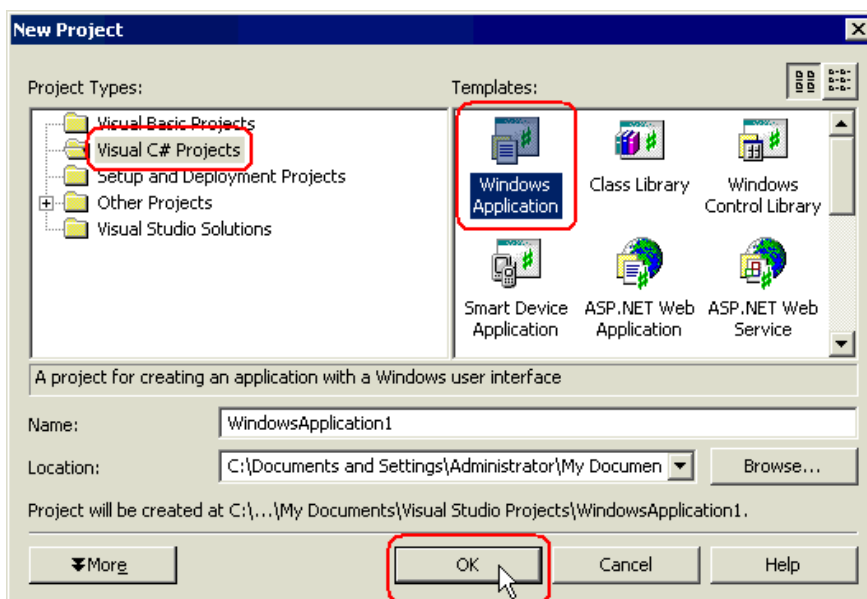 New Project
Project Types:
Templates:
Visual Basic Projects
Visual C# Projects
Setup and Deployment Projects
Other Projects
Visual Studio Solutions
Windows Application
Class Library
Windows Control Library
Smart Device Application
ASP.NET Web Application
ASP.NET Web Service
A project for creating an application with a Windows user interface
Name:
WindowsApplication1
Location:
C:\Documents and Settings\Administrator\My Documen
Browse...
Project will be created at C:\...\My Documents\Visual Studio Projects\WindowsApplication1.
More
OK
Cancel
Help